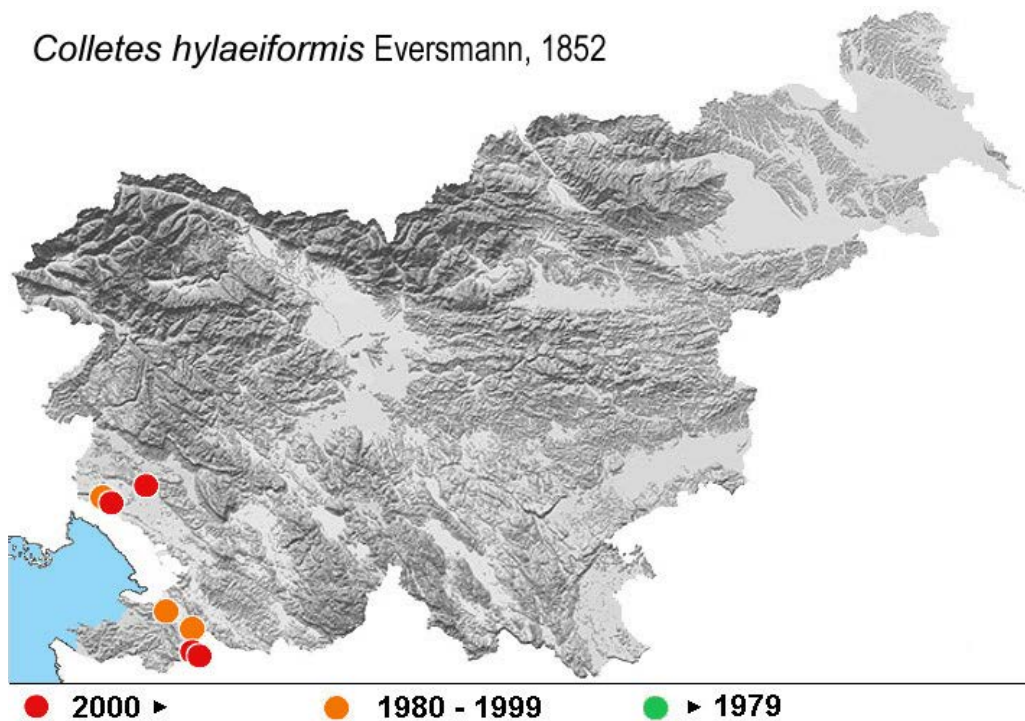 Colletes hylaeiformis Eversmann, 1852
2000 ► 1980 - 1999 ► 1979